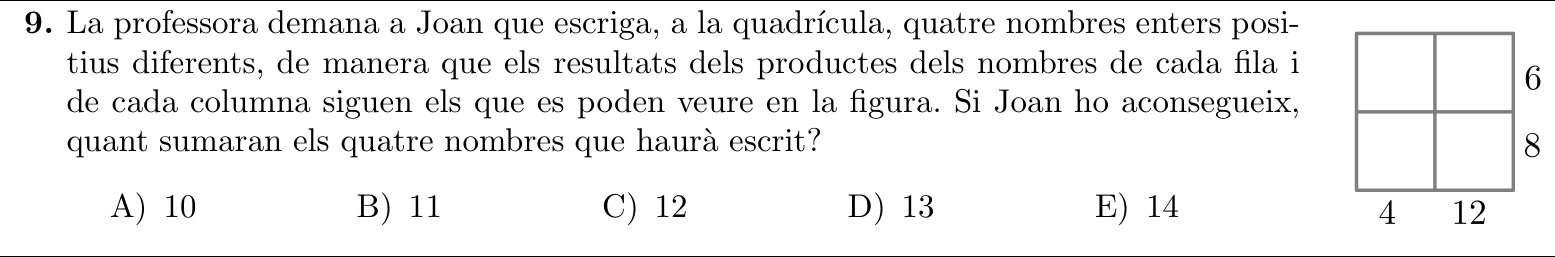 9. La professora demana a Joan que escriga, a la quadrícula, quatre nombres enters posi-
tius diferents, de manera que els resultats dels productes dels nombres de cada fila i
de cada columna siguen els que es poden veure en la figura. Si Joan ho aconsegueix,
quant sumaran els quatre nombres que haurà escrit?
A) 10 B) 11 C) 12 D) 13 E) 14
6
8
4 12